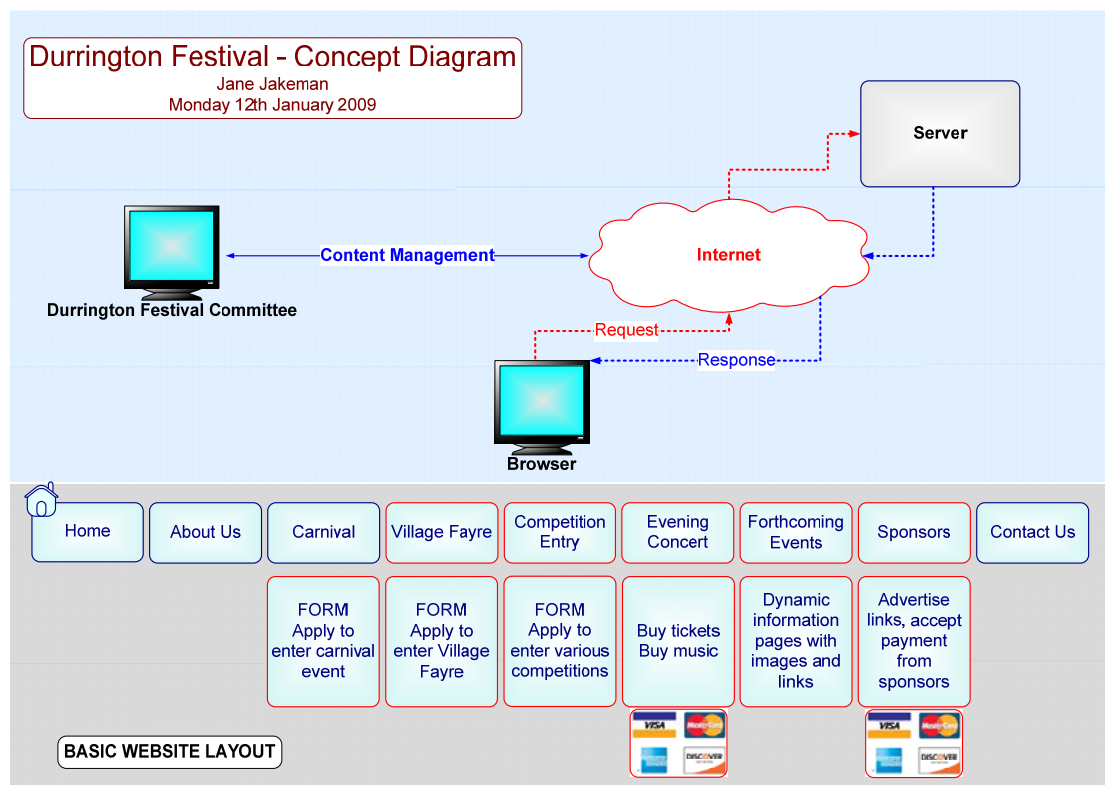 Durrington Festival - Concept Diagram
Jane Jakeman
Monday 12th January 2009
Server
Content Management
Internet
Durrington Festival Committee
Request
Response
Browser
Home
About Us
Carnival
Village Fayre
Competition
Entry
Evening
Concert
Forthcoming
Events
Sponsors
Contact Us
FORM
Apply to
enter carnival
event
FORM
Apply to
enter Village
Fayre
FORM
Apply to
enter various
competitions
Buy tickets
Buy music
Dynamic
information
pages with
images and
links
Advertise
links, accept
payment
from
sponsors
VISA
MasterCard
DISCOVER
VISA
MasterCard
DISCOVER
BASIC WEBSITE LAYOUT